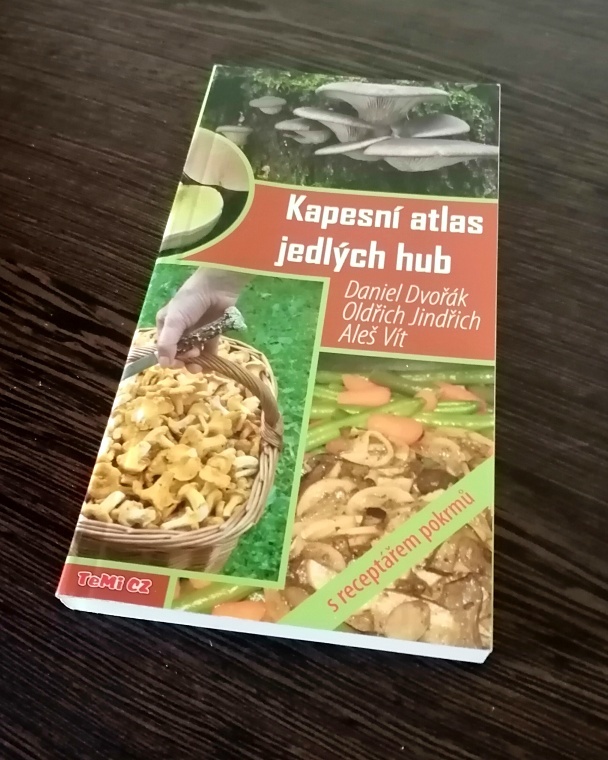 Kapesní atlas
jedlých hub
Daniel Dvořák
Oldřich Jindřich
Aleš Vít
s receptářem pokrmů
TeMi CZ